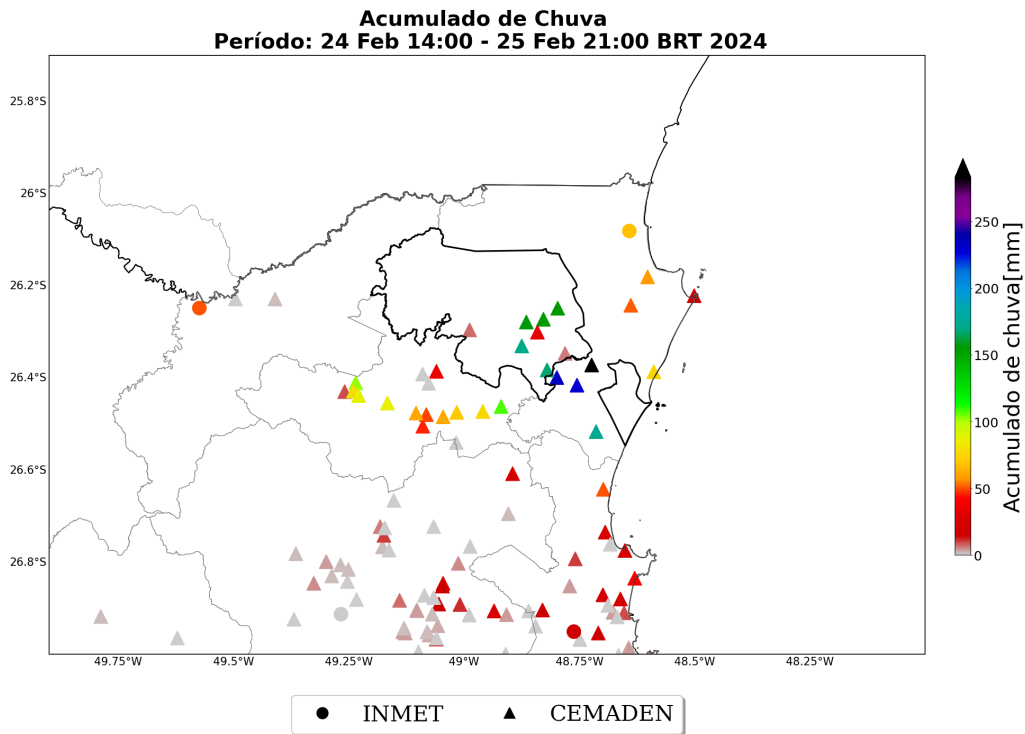 Acumulado de Chuva
Período: 24 Feb 14:00 - 25 Feb 21:00 BRT 2024
25.8°S
26°S
26.2°S
26.4°S
26.6°S
26.8°S
49.75°W 49.5°W 49.25°W 49°W 48.75°W 48.5°W 48.25°W
250
200
150
100
50
0
Acumulado de chuva[mm]
INMET CEMADEN